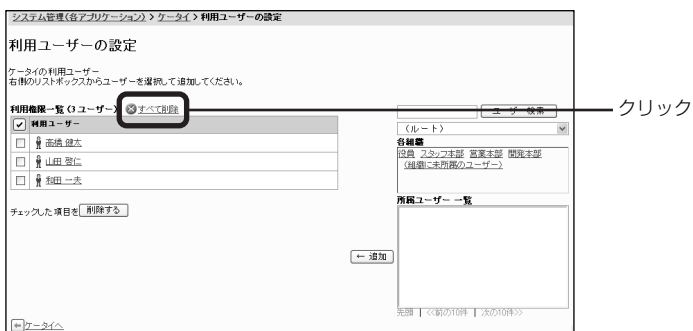 システム管理(各アプリケーション) > ケータイ > 利用ユーザーの設定
利用ユーザーの設定
ケータイの利用ユーザー
右側のリストボックスからユーザーを選択して追加してください。
利用権限一覧 (3 ユーザー) すべて削除
利用ユーザー
高橋 健太
山田 啓仁
和田 一夫
チェックした項目を 削除する
ユーザー検索
(ルート)
各組織
役員 スタッフ本部 営業本部 開発本部
(組織に未所属のユーザー)
所属ユーザー 一覧
← 追加
先頭 | <<前の10件 | 次の10件>>
ケータイへ
クリック